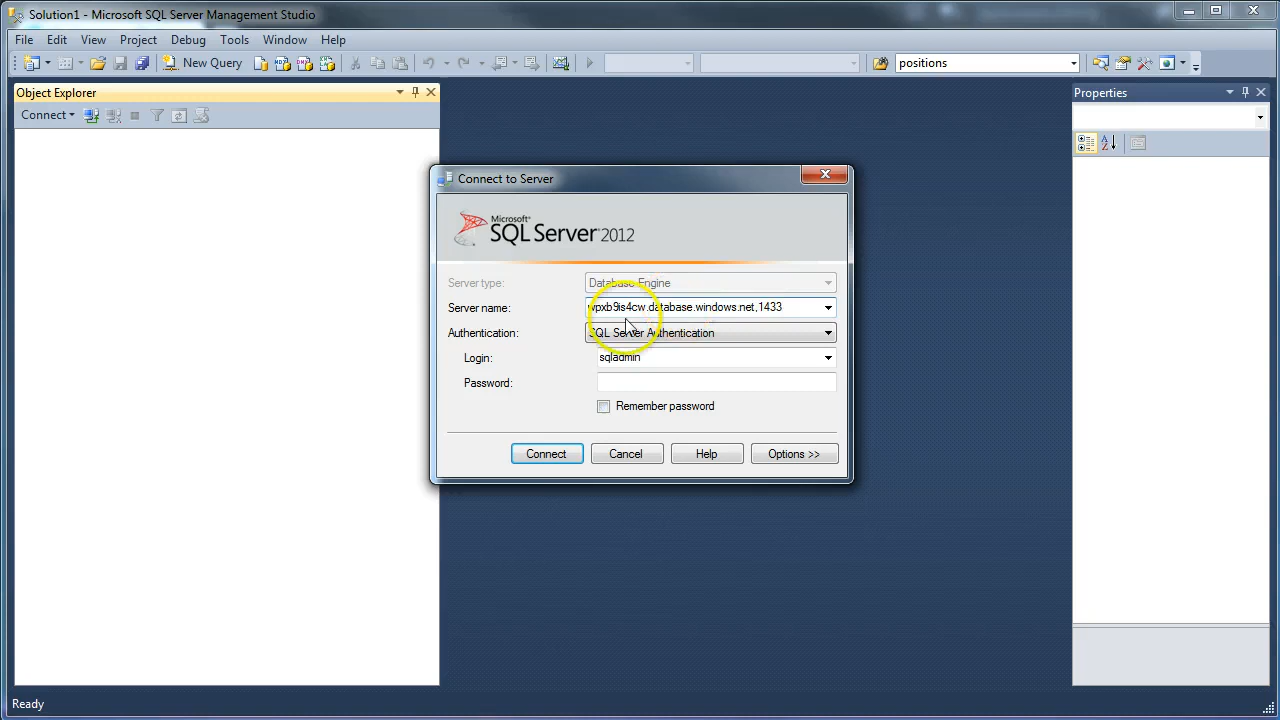 Solution1 - Microsoft SQL Server Management Studio
File Edit View Project Debug Tools Window Help
New Query
positions
Object Explorer
Properties
Connect
Connect to Server
Microsoft
SQL Server 2012
Server type: Database Engine
Server name: vpxb9is4cw.database.windows.net,1433
Authentication: SQL Server Authentication
Login: sqladmin
Password:
Remember password
Connect Cancel Help Options >>
Ready